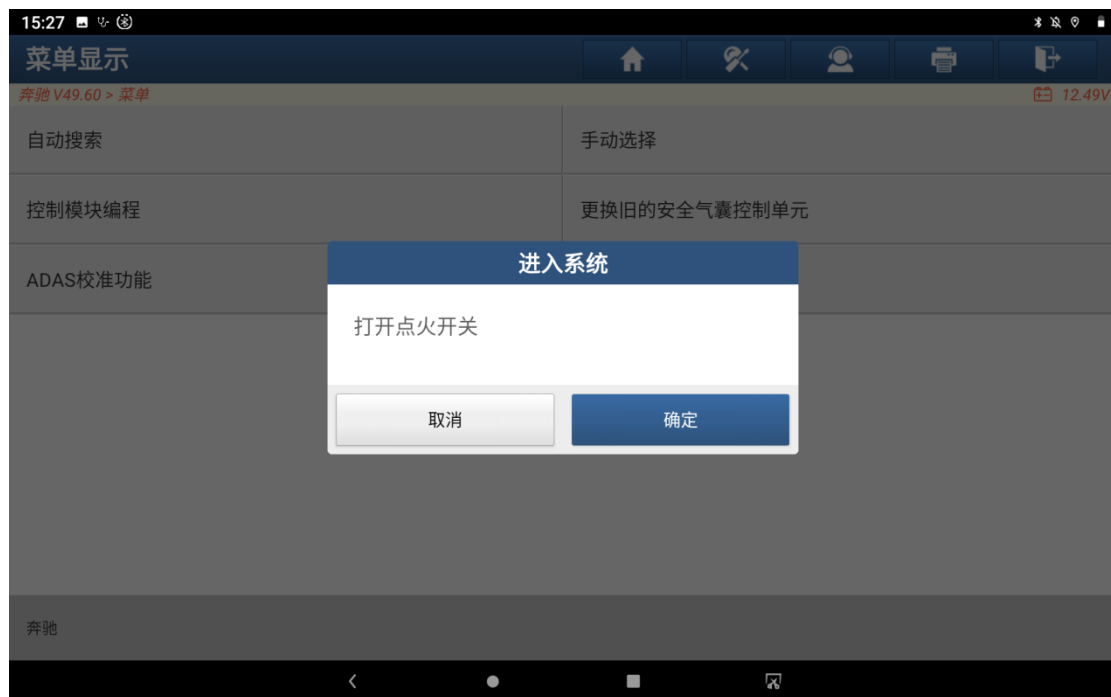 15:27
菜单显示
奔驰 V49.60 > 菜单
12.49V
自动搜索
手动选择
控制模块编程
更换旧的安全气囊控制单元
ADAS校准功能
进入系统
打开点火开关
取消
确定
奔驰